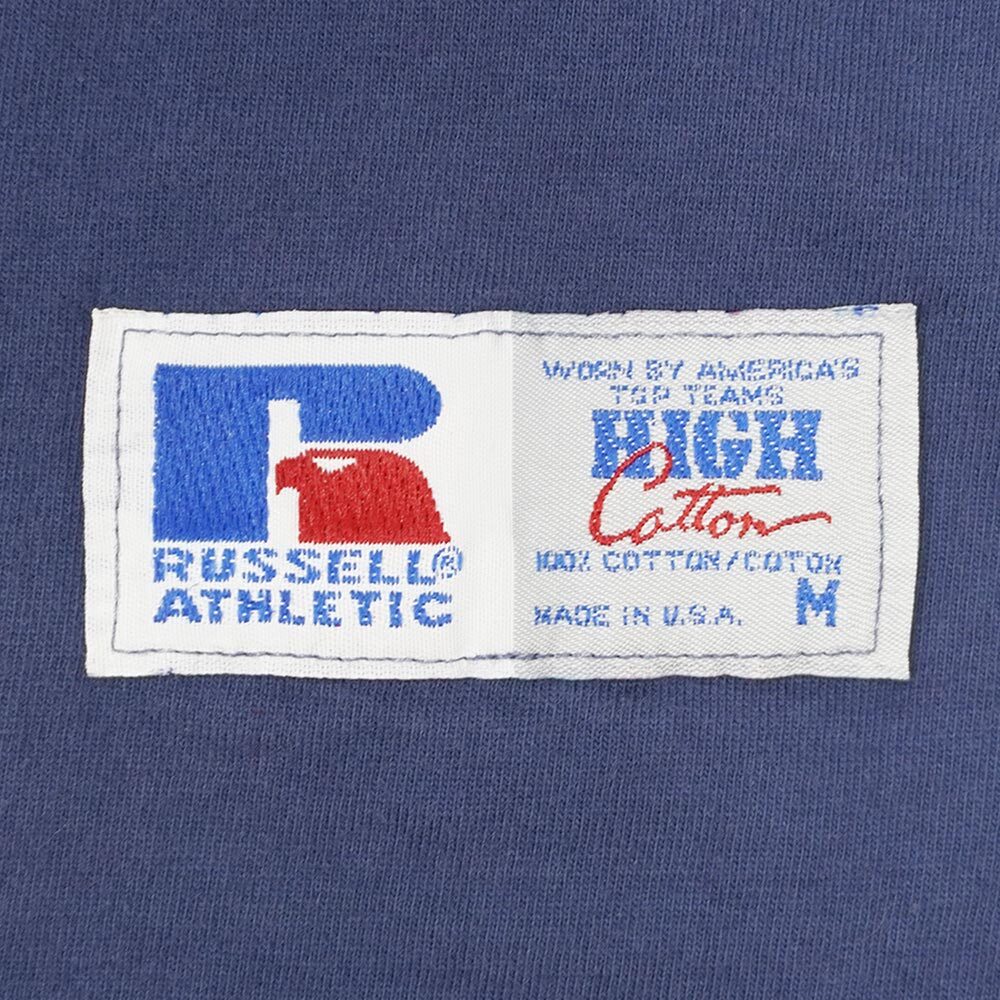 RUSSELL®
ATHLETIC
WORN BY AMERICA'S
TOP TEAMS
HIGH
Cotton
100% COTTON/COTON
MADE IN U.S.A. M